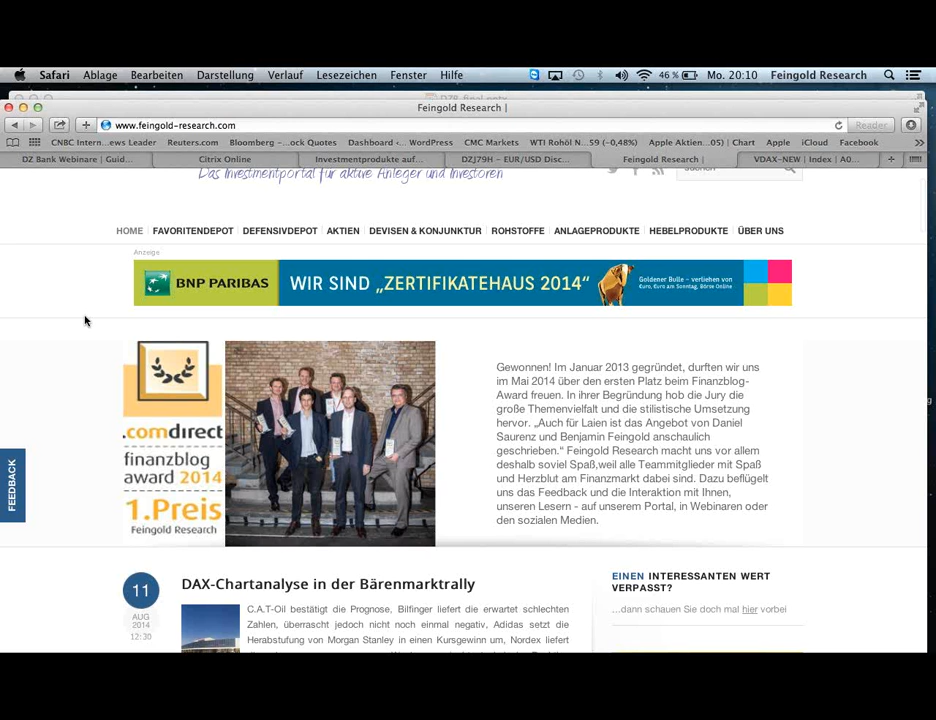 Safari Ablage Bearbeiten Darstellung Verlauf Lesezeichen Fenster Hilfe 46 % Mo. 20:10 Feingold Research
Feingold Research |
www.feingold-research.com Reader
CNBC Intern...ews Leader Reuters.com Bloomberg -...ock Quotes Dashboard ‹... WordPress CMC Markets WTI Rohöl N...59 (−0,48%) Apple Aktien...05) | Chart Apple iCloud Facebook
DZ Bank Webinare | Guid... Citrix Online Investmentprodukte auf... DZJ79H – EUR/USD Disc... Feingold Research | VDAX-NEW | Index | A0...
Das Investmentportal für aktive Anleger und Investoren
suchen
HOME FAVORITENDEPOT DEFENSIVDEPOT AKTIEN DEVISEN & KONJUNKTUR ROHSTOFFE ANLAGEPRODUKTE HEBELPRODUKTE ÜBER UNS
Anzeige
BNP PARIBAS WIR SIND „ZERTIFIKATEHAUS 2014“
Goldener Bulle – verliehen von
€uro, €uro am Sonntag, Börse Online
.comdirect
finanzblog
award 2014
1.Preis
Feingold Research
Gewonnen! Im Januar 2013 gegründet, durften wir uns
im Mai 2014 über den ersten Platz beim Finanzblog-
Award freuen. In ihrer Begründung hob die Jury die
große Themenvielfalt und die stilistische Umsetzung
hervor. „Auch für Laien ist das Angebot von Daniel
Saurenz und Benjamin Feingold anschaulich
geschrieben.“ Feingold Research macht uns vor allem
deshalb soviel Spaß,weil alle Teammitglieder mit Spaß
und Herzblut am Finanzmarkt dabei sind. Dazu beflügelt
uns das Feedback und die Interaktion mit Ihnen,
unseren Lesern - auf unserem Portal, in Webinaren oder
den sozialen Medien.
FEEDBACK
11
AUG
2014
12:30
DAX-Chartanalyse in der Bärenmarktrally
C.A.T-Oil bestätigt die Prognose, Bilfinger liefert die erwartet schlechten
Zahlen, überrascht jedoch nicht noch einmal negativ, Adidas setzt die
Herabstufung von Morgan Stanley in einen Kursgewinn um, Nordex liefert
EINEN INTERESSANTEN WERT
VERPASST?
...dann schauen Sie doch mal hier vorbei